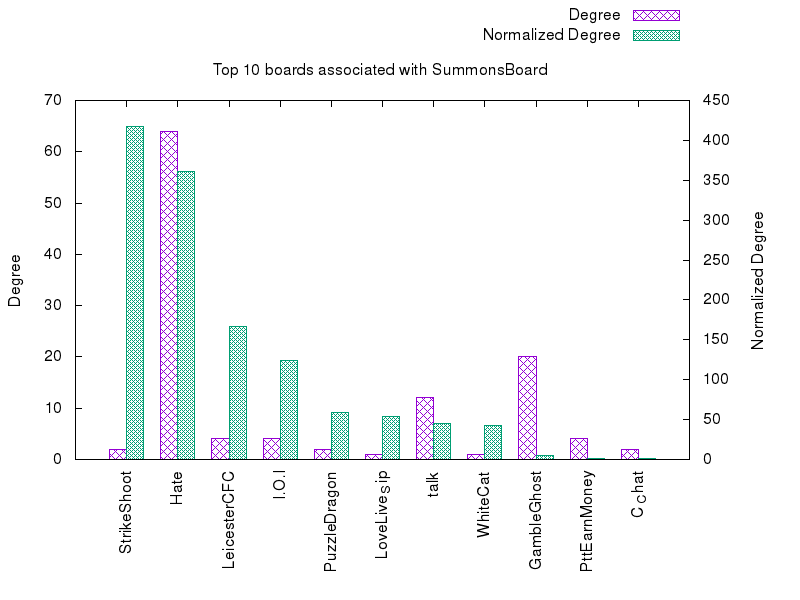 Degree
Normalized Degree
Top 10 boards associated with SummonsBoard
70
60
50
40
30
20
10
0
Degree
450
400
350
300
250
200
150
100
50
0
Normalized Degree
StrikeShoot
Hate
LeicesterCFC
I.O.I
PuzzleDragon
LoveLiveSip
talk
WhiteCat
GambleGhost
PttEarnMoney
C Chat